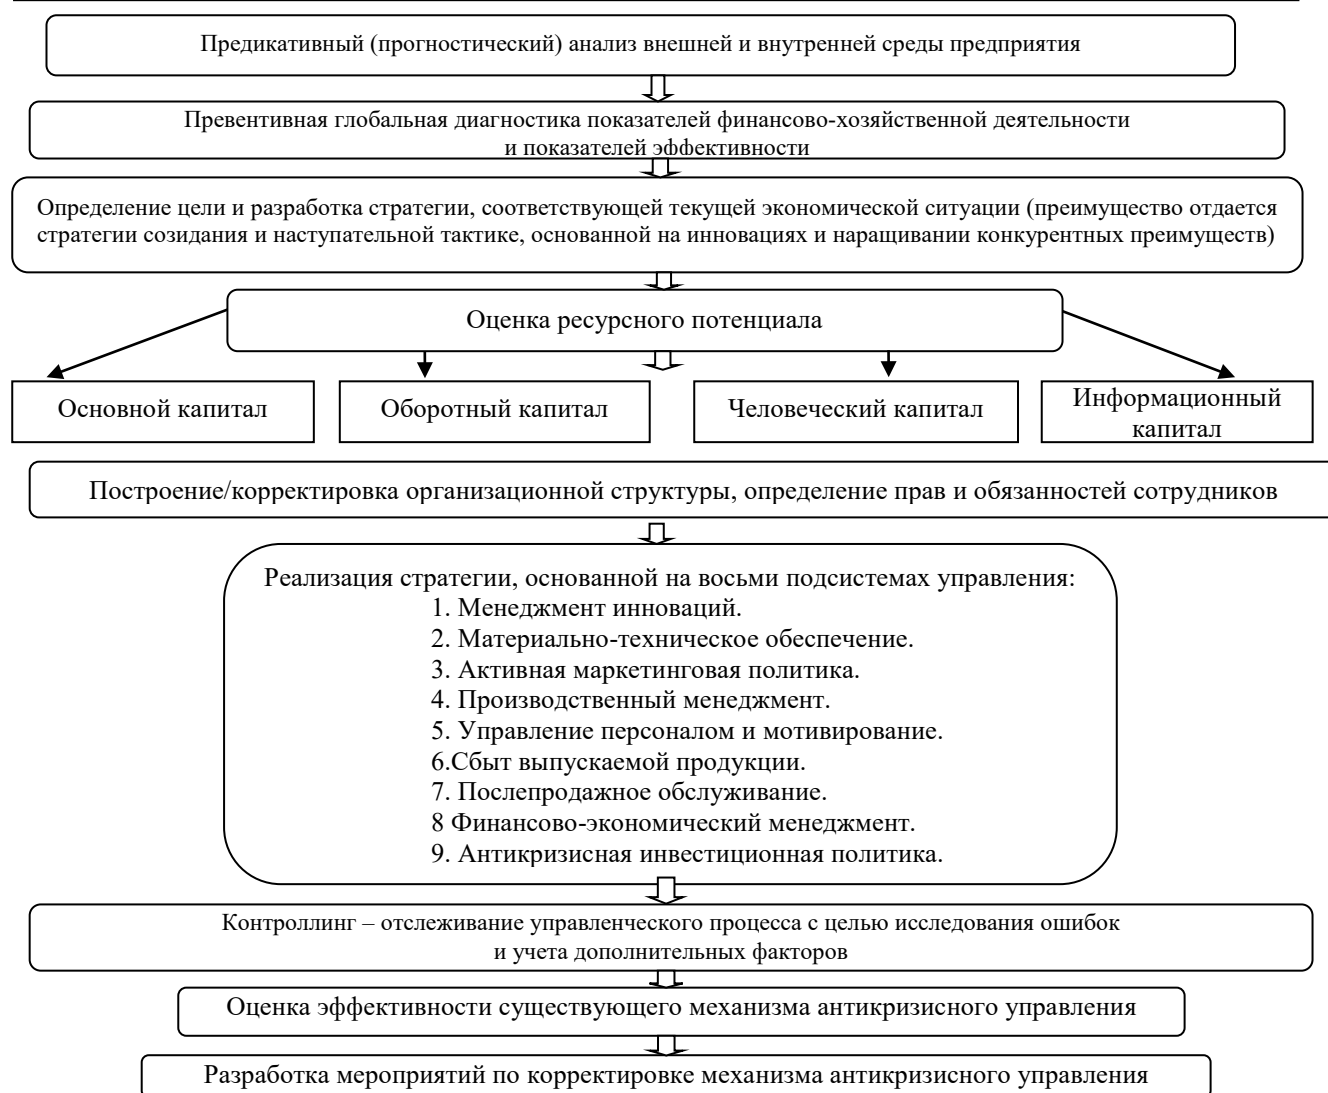 Предикативный (прогностический) анализ внешней и внутренней среды предприятия
Превентивная глобальная диагностика показателей финансово-хозяйственной деятельности
и показателей эффективности
Определение цели и разработка стратегии, соответствующей текущей экономической ситуации (преимущество отдается
стратегии созидания и наступательной тактике, основанной на инновациях и наращивании конкурентных преимуществ)
Оценка ресурсного потенциала
Основной капитал
Оборотный капитал
Человеческий капитал
Информационный
капитал
Построение/корректировка организационной структуры, определение прав и обязанностей сотрудников
Реализация стратегии, основанной на восьми подсистемах управления:
1. Менеджмент инноваций.
2. Материально-техническое обеспечение.
3. Активная маркетинговая политика.
4. Производственный менеджмент.
5. Управление персоналом и мотивирование.
6.Сбыт выпускаемой продукции.
7. Послепродажное обслуживание.
8 Финансово-экономический менеджмент.
9. Антикризисная инвестиционная политика.
Контроллинг – отслеживание управленческого процесса с целью исследования ошибок
и учета дополнительных факторов
Оценка эффективности существующего механизма антикризисного управления
Разработка мероприятий по корректировке механизма антикризисного управления